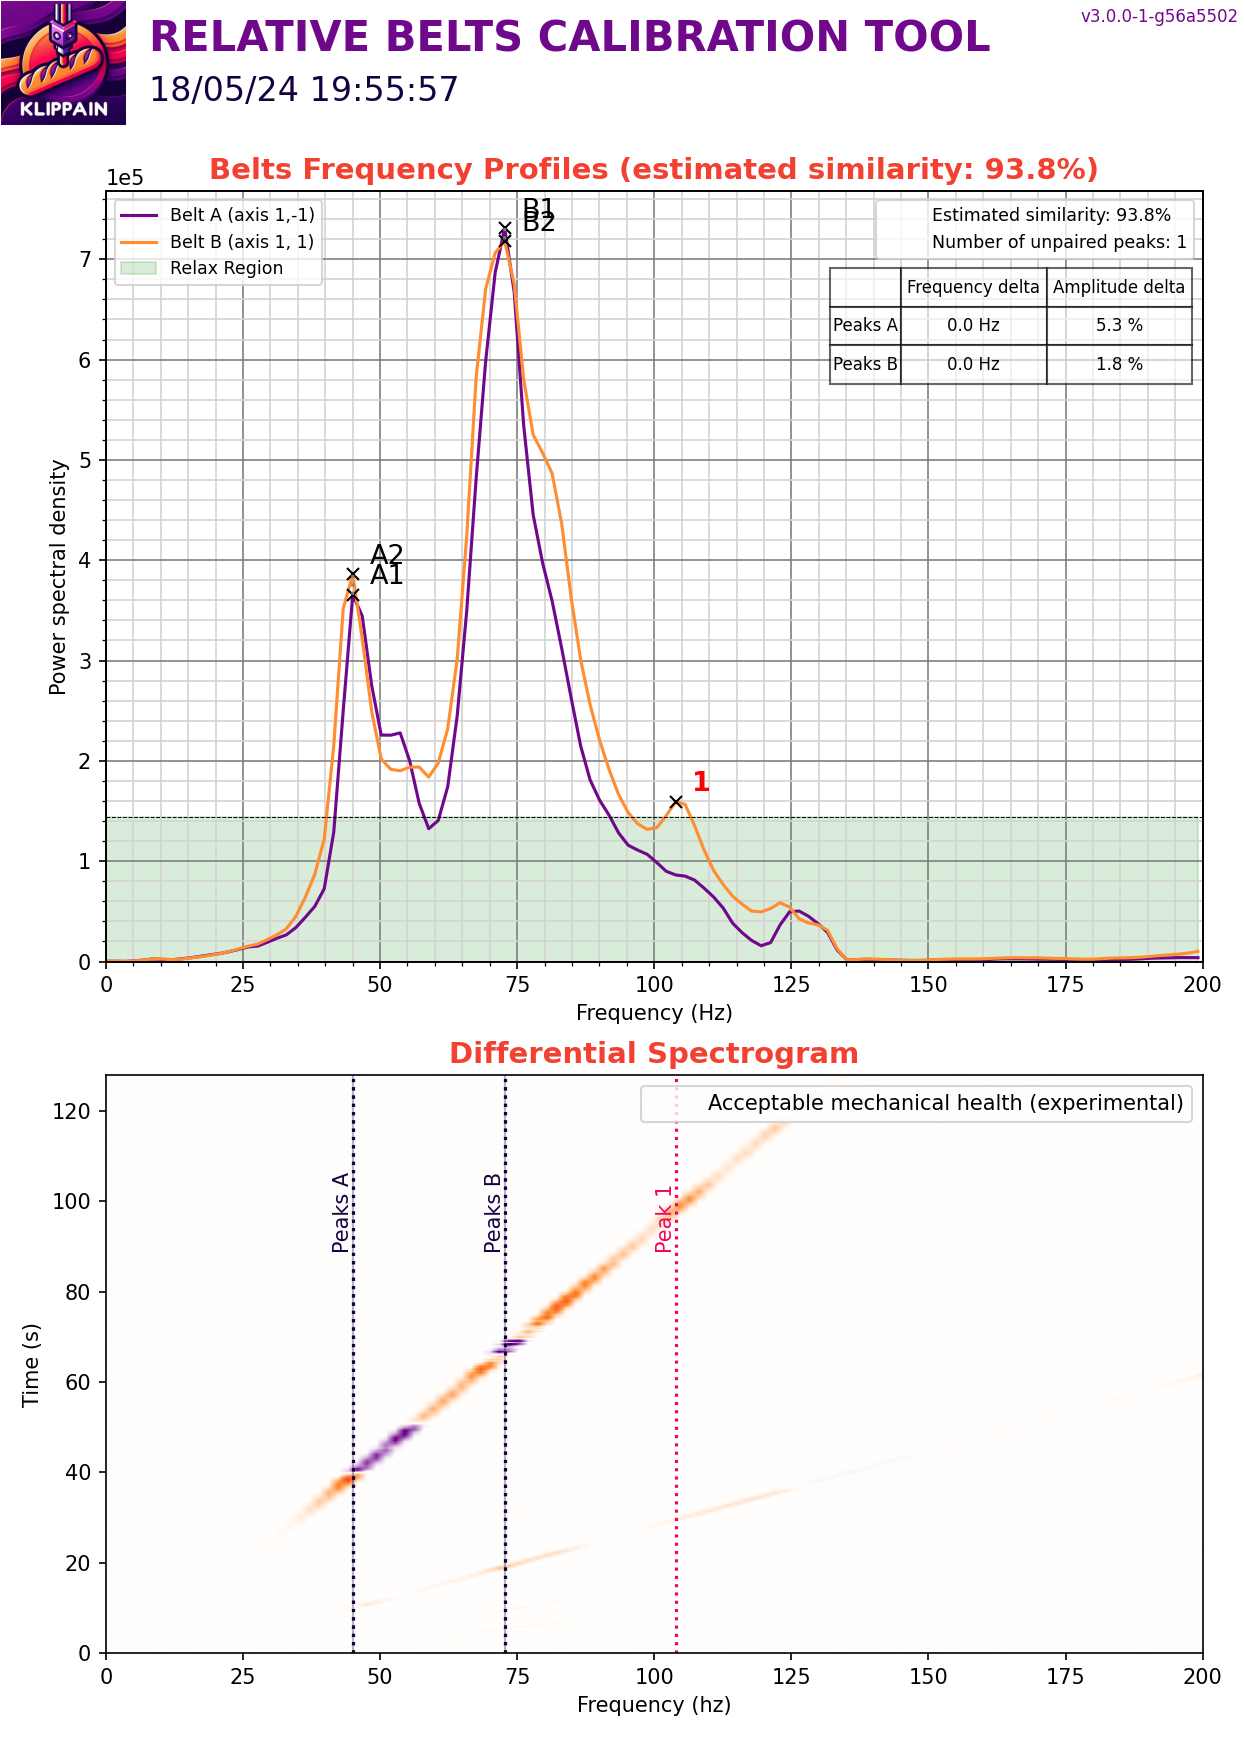 KLIPPAIN
RELATIVE BELTS CALIBRATION TOOL
v3.0.0-1-g56a5502
18/05/24 19:55:57
Belts Frequency Profiles (estimated similarity: 93.8%)
1e5
Belt A (axis 1,-1)
Belt B (axis 1, 1)
Relax Region
B1
B2
Estimated similarity: 93.8%
Number of unpaired peaks: 1
Frequency delta Amplitude delta
Peaks A 0.0 Hz 5.3 %
Peaks B 0.0 Hz 1.8 %
7
6
5
4
3
2
1
0
Power spectral density
A2
A1
1
0 25 50 75 100 125 150 175 200
Frequency (Hz)
Differential Spectrogram
Acceptable mechanical health (experimental)
120
100
80
60
40
20
0
Time (s)
Peaks A
Peaks B
Peak 1
0 25 50 75 100 125 150 175 200
Frequency (hz)